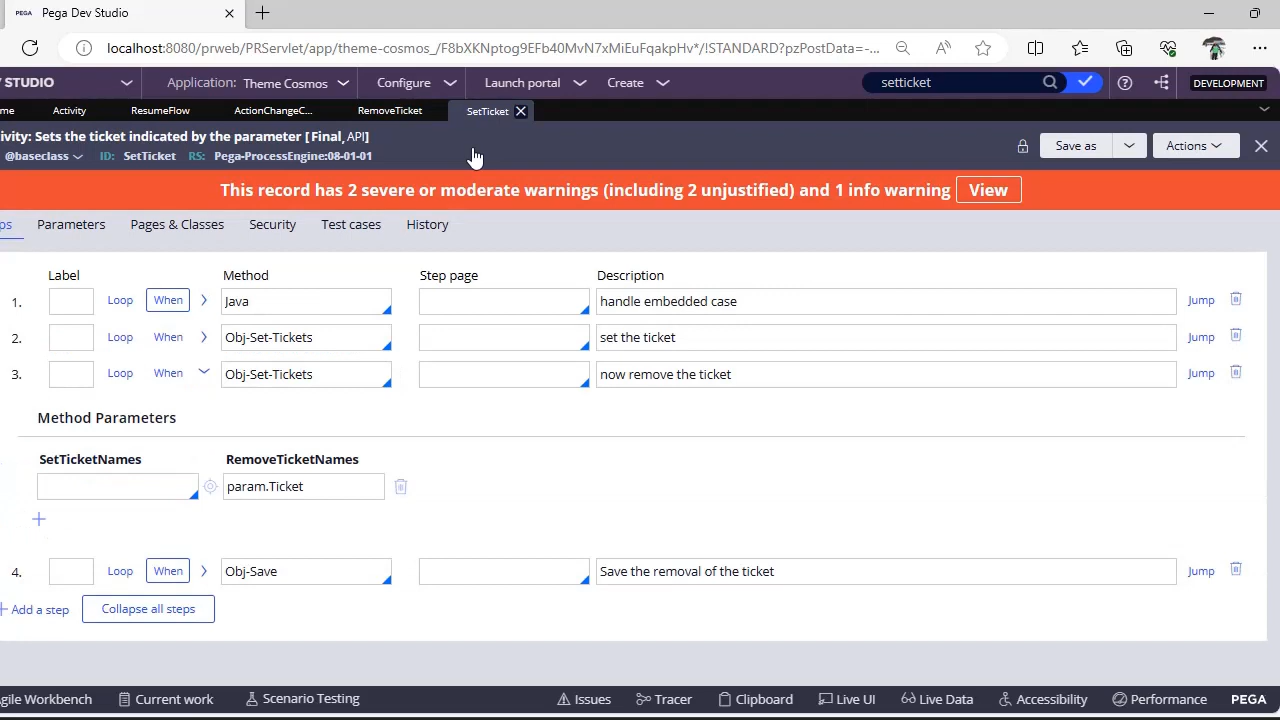 PEGA Pega Dev Studio
localhost:8080/prweb/PRServlet/app/theme-cosmos_/F8bXKNptGg9EFb40MvN7xMiEuFqakpHv*/!STANDARD?pzPostData=-...
STUDIO Application: Theme Cosmos Configure Launch portal Create setticket DEVELOPMENT
me Activity ResumeFlow ActionChangeC... RemoveTicket SetTicket
ivity: Sets the ticket indicated by the parameter [Final, API]
@baseclass ID: SetTicket RS: Pega-ProcessEngine:08-01-01 Save as Actions
This record has 2 severe or moderate warnings (including 2 unjustified) and 1 info warning View
ps Parameters Pages & Classes Security Test cases History
Label Method Step page Description
1. Loop When Java handle embedded case Jump
2. Loop When Obj-Set-Tickets set the ticket Jump
3. Loop When Obj-Set-Tickets now remove the ticket Jump
Method Parameters
SetTicketNames RemoveTicketNames
param.Ticket
4. Loop When Obj-Save Save the removal of the ticket Jump
+ Add a step Collapse all steps
gile Workbench Current work Scenario Testing Issues Tracer Clipboard Live UI Live Data Accessibility Performance PEGA